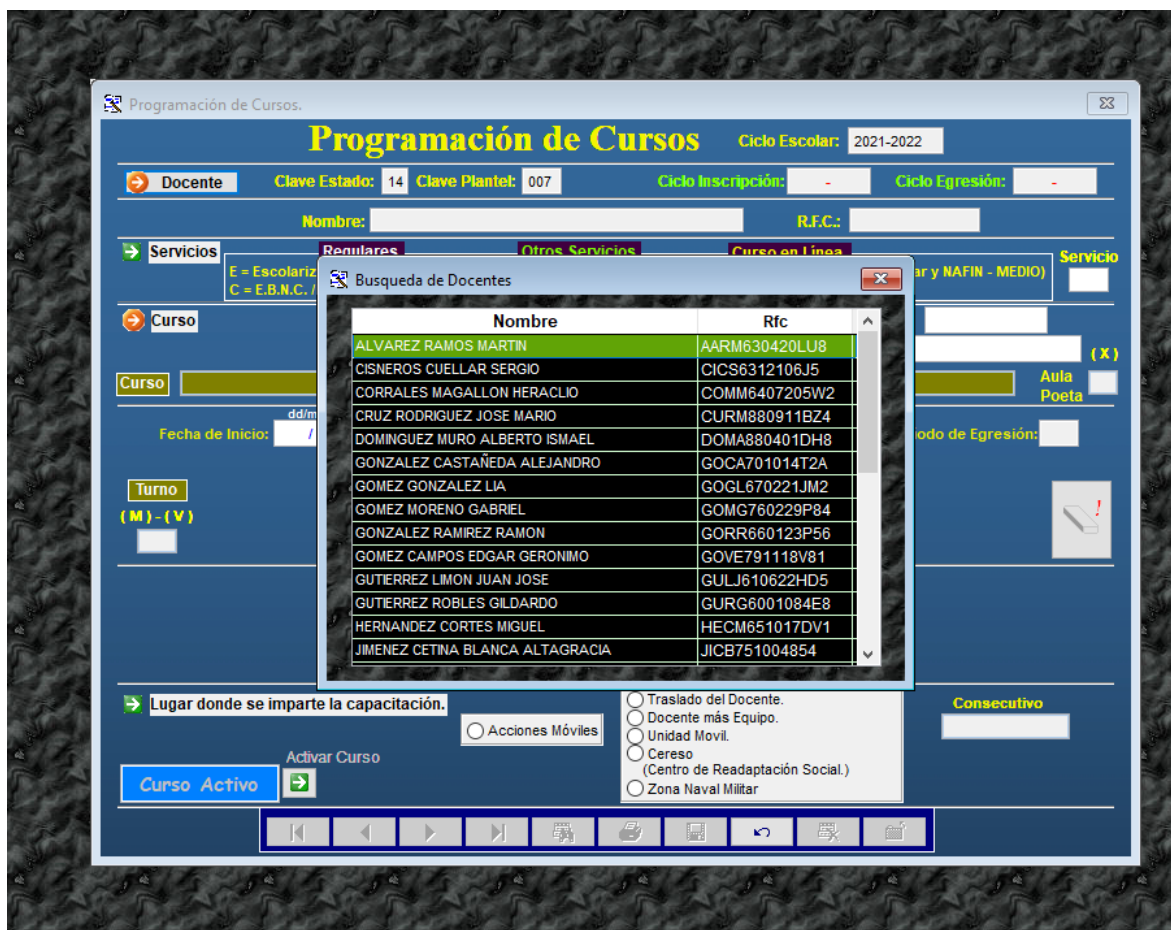 Programación de Cursos.
Programación de Cursos
Ciclo Escolar: 2021-2022
Docente Clave Estado: 14 Clave Plantel: 007 Ciclo Inscripción: - Ciclo Egresión: -
Nombre: R.F.C.:
Servicios Regulares Otros Servicios Curso en Línea Servicio
E = Escolariz ar y NAFIN - MEDIO)
C = E.B.N.C. /
Curso
( X )
Curso Aula
Poeta
dd/m
Fecha de Inicio: / odo de Egresión:
Turno
( M ) - ( V )
!
Busqueda de Docentes
Nombre Rfc
ALVAREZ RAMOS MARTIN AARM630420LU8
CISNEROS CUELLAR SERGIO CICS6312106J5
CORRALES MAGALLON HERACLIO COMM6407205W2
CRUZ RODRIGUEZ JOSE MARIO CURM880911BZ4
DOMINGUEZ MURO ALBERTO ISMAEL DOMA880401DH8
GONZALEZ CASTAÑEDA ALEJANDRO GOCA701014T2A
GOMEZ GONZALEZ LIA GOGL670221JM2
GOMEZ MORENO GABRIEL GOMG760229P84
GONZALEZ RAMIREZ RAMON GORR660123P56
GOMEZ CAMPOS EDGAR GERONIMO GOVE791118V81
GUTIERREZ LIMON JUAN JOSE GULJ610622HD5
GUTIERREZ ROBLES GILDARDO GURG6001084E8
HERNANDEZ CORTES MIGUEL HECM651017DV1
JIMENEZ CETINA BLANCA ALTAGRACIA JICB751004854
Lugar donde se imparte la capacitación.
Acciones Móviles
Traslado del Docente.
Docente más Equipo.
Unidad Movil.
Cereso
(Centro de Readaptación Social.)
Zona Naval Militar
Consecutivo
Activar Curso
Curso Activo